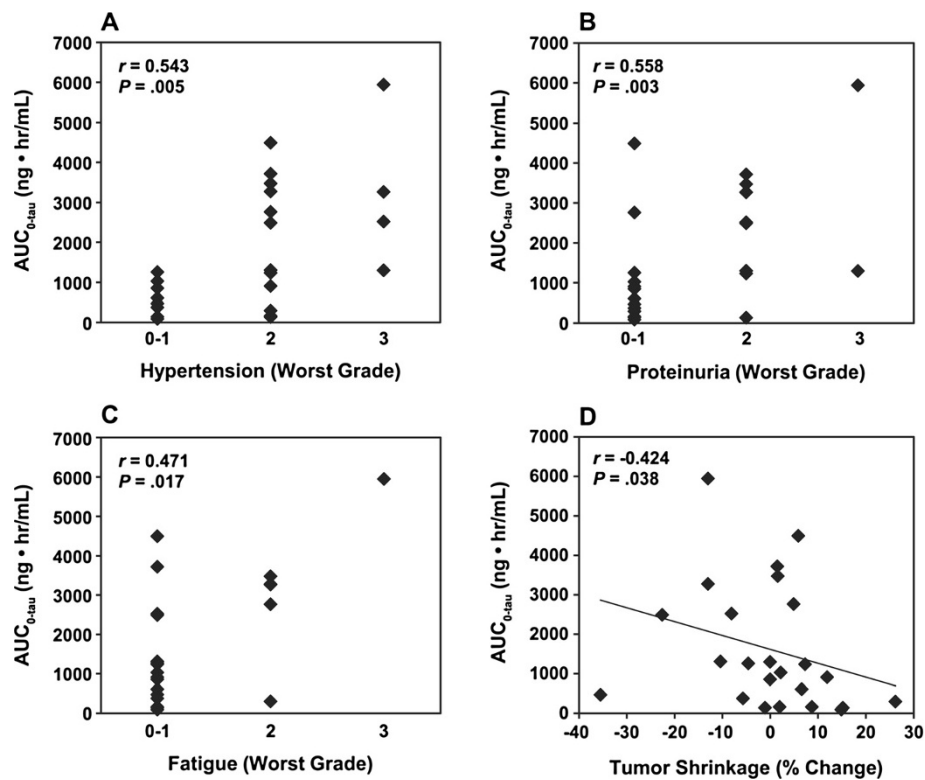 A
r = 0.543
P = .005
7000
6000
5000
4000
3000
2000
1000
0
AUC0-tau (ng • hr/mL)
0-1 2 3
Hypertension (Worst Grade)
B
r = 0.558
P = .003
7000
6000
5000
4000
3000
2000
1000
0
AUC0-tau (ng • hr/mL)
0-1 2 3
Proteinuria (Worst Grade)
C
r = 0.471
P = .017
7000
6000
5000
4000
3000
2000
1000
0
AUC0-tau (ng • hr/mL)
0-1 2 3
Fatigue (Worst Grade)
D
r = -0.424
P = .038
7000
6000
5000
4000
3000
2000
1000
0
AUC0-tau (ng • hr/mL)
-40 -30 -20 -10 0 10 20 30
Tumor Shrinkage (% Change)